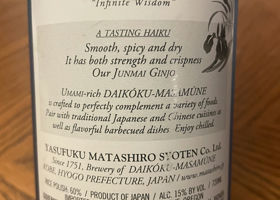 "Infinite Wisdom"
A TASTING HAIKU
Smooth, spicy and dry
It has both strength and crispness
Our JUNMAI GINJO
UMAMI-rich DAIKOKU-MASAMUNE
is crafted to perfectly complement a variety of foods.
Pair with traditional Japanese and Chinese cuisines as
well as flavorful barbecued dishes. Enjoy chilled.
YASUFUKU MATASHIRO SYOTEN Co. Ltd.
Since 1751, Brewery of DAIKOKU-MASAMUNE
KOBE, HYOGO PREFECTURE, JAPAN / www.masamune.j
RICE POLISH: 60% / PRODUCT OF JAPAN / ALC. 15% BY VOL / 720Ml